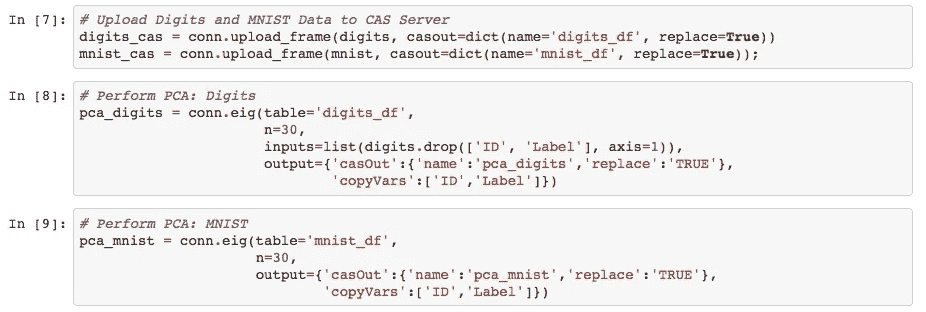 In [7]: # Upload Digits and MNIST Data to CAS Server
digits_cas = conn.upload_frame(digits, casout=dict(name='digits_df', replace=True))
mnist_cas = conn.upload_frame(mnist, casout=dict(name='mnist_df', replace=True));
In [8]: # Perform PCA: Digits
pca_digits = conn.eig(table='digits_df',
n=30,
inputs=list(digits.drop(['ID', 'Label'], axis=1)),
output={'casOut':{'name':'pca_digits','replace':'TRUE'},
'copyVars':['ID','Label']})
In [9]: # Perform PCA: MNIST
pca_mnist = conn.eig(table='mnist_df',
n=30,
output={'casOut':{'name':'pca_mnist','replace':'TRUE'},
'copyVars':['ID','Label']})